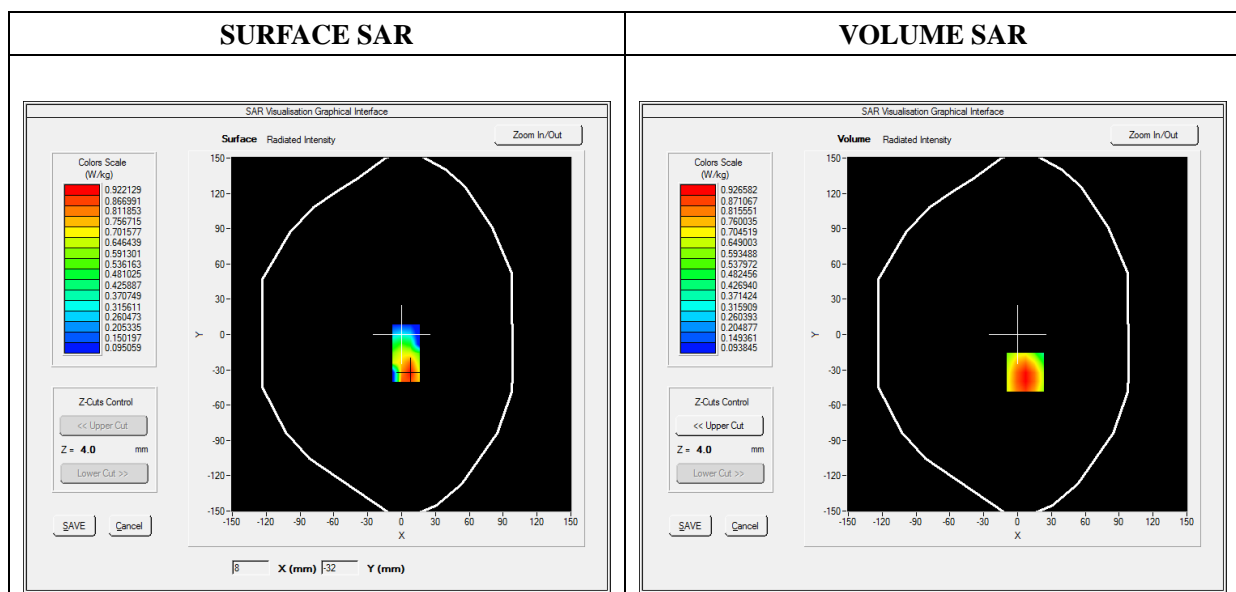 SURFACE SAR
VOLUME SAR
SAR Visualisation Graphical Interface
Surface Radiated Intensity
Zoom In/Out
Colors Scale
(W/kg)
0.922129
0.866991
0.811853
0.756715
0.701577
0.646439
0.591301
0.536163
0.481025
0.425887
0.370749
0.315611
0.260473
0.205335
0.150197
0.095059
Z-Cuts Control
<< Upper Cut
Z = 4.0 mm
Lower Cut >>
SAVE Cancel
150
120
90
60
30
0
-30
-60
-90
-120
-150
Y
-150 -120 -90 -60 -30 0 30 60 90 120 150
X
8 X (mm) -32 Y (mm)
SAR Visualisation Graphical Interface
Volume Radiated Intensity
Zoom In/Out
Colors Scale
(W/kg)
0.926582
0.871067
0.815551
0.760035
0.704519
0.649003
0.593488
0.537972
0.482456
0.426940
0.371424
0.315909
0.260393
0.204877
0.149361
0.093845
Z-Cuts Control
<< Upper Cut
Z = 4.0 mm
Lower Cut >>
SAVE Cancel
150
120
90
60
30
0
-30
-60
-90
-120
-150
Y
-150 -120 -90 -60 -30 0 30 60 90 120 150
X